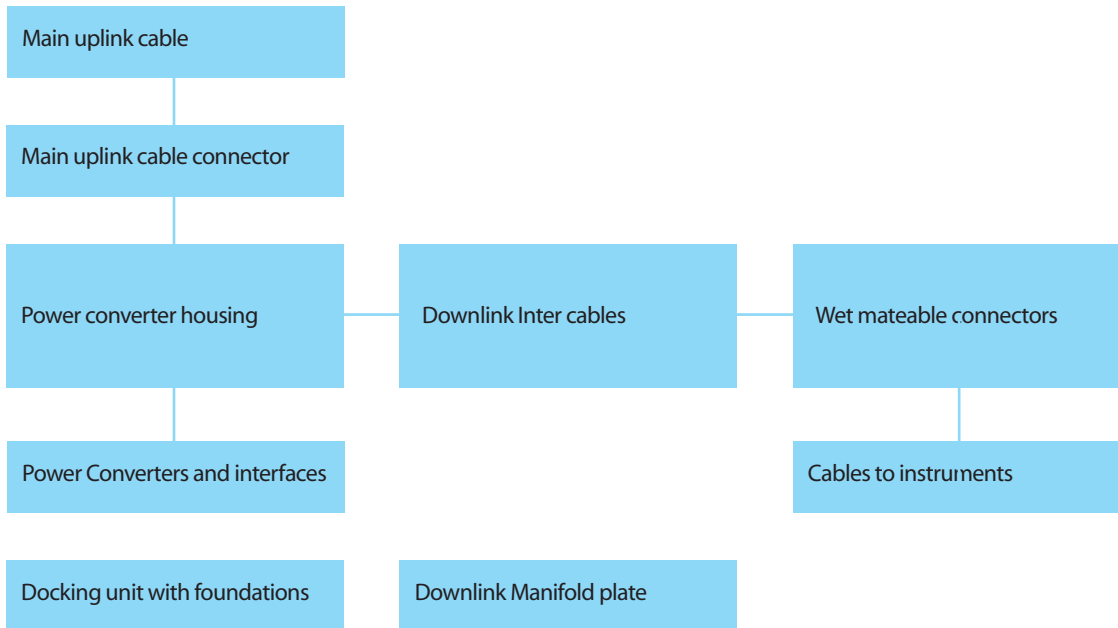 Main uplink cable
Main uplink cable connector
Power converter housing
Downlink Inter cables
Wet mateable connectors
Power Converters and interfaces
Cables to instruments
Docking unit with foundations
Downlink Manifold plate